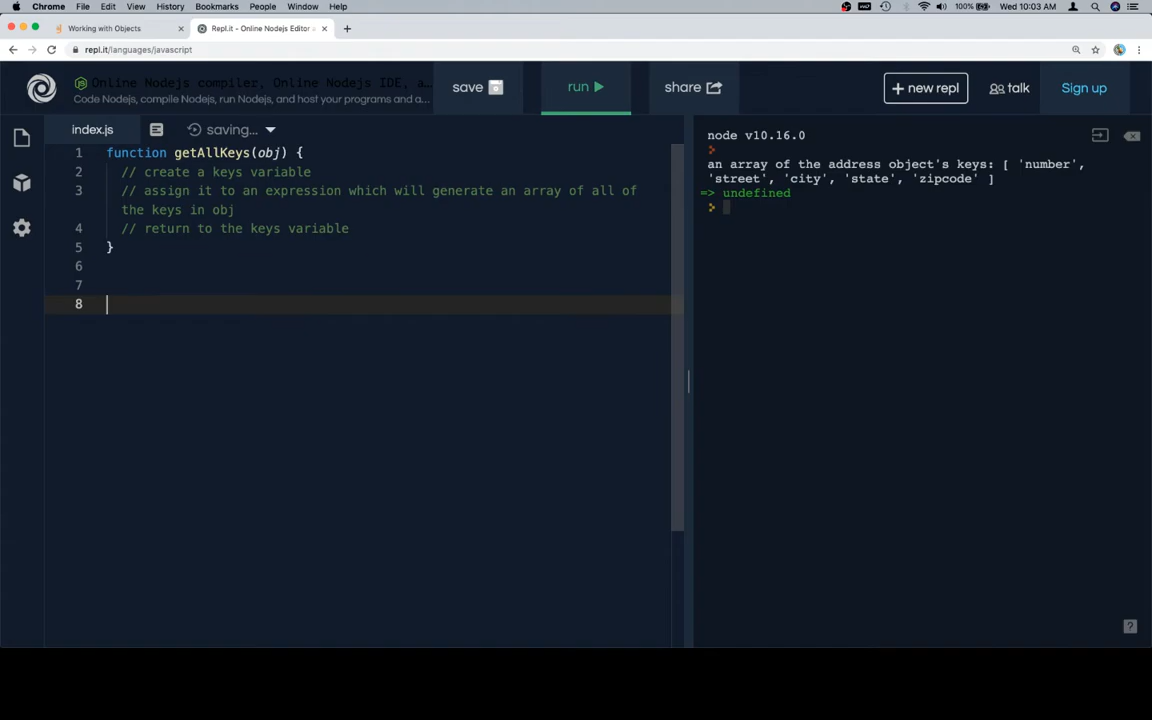 Chrome File Edit View History Bookmarks People Window Help 100% Wed 10:03 AM
Working with Objects × Repl.it - Online Nodejs Editor × +
repl.it/languages/javascript
Online Nodejs compiler, Online Nodejs IDE, a...
Code Nodejs, compile Nodejs, run Nodejs, and host your programs and a...
save run share + new repl talk Sign up
index.js saving...
1 function getAllKeys(obj) {
2 // create a keys variable
3 // assign it to an expression which will generate an array of all of
the keys in obj
4 // return to the keys variable
5 }
6
7
8
node v10.16.0
an array of the address object's keys: [ 'number',
'street', 'city', 'state', 'zipcode' ]
=> undefined
?